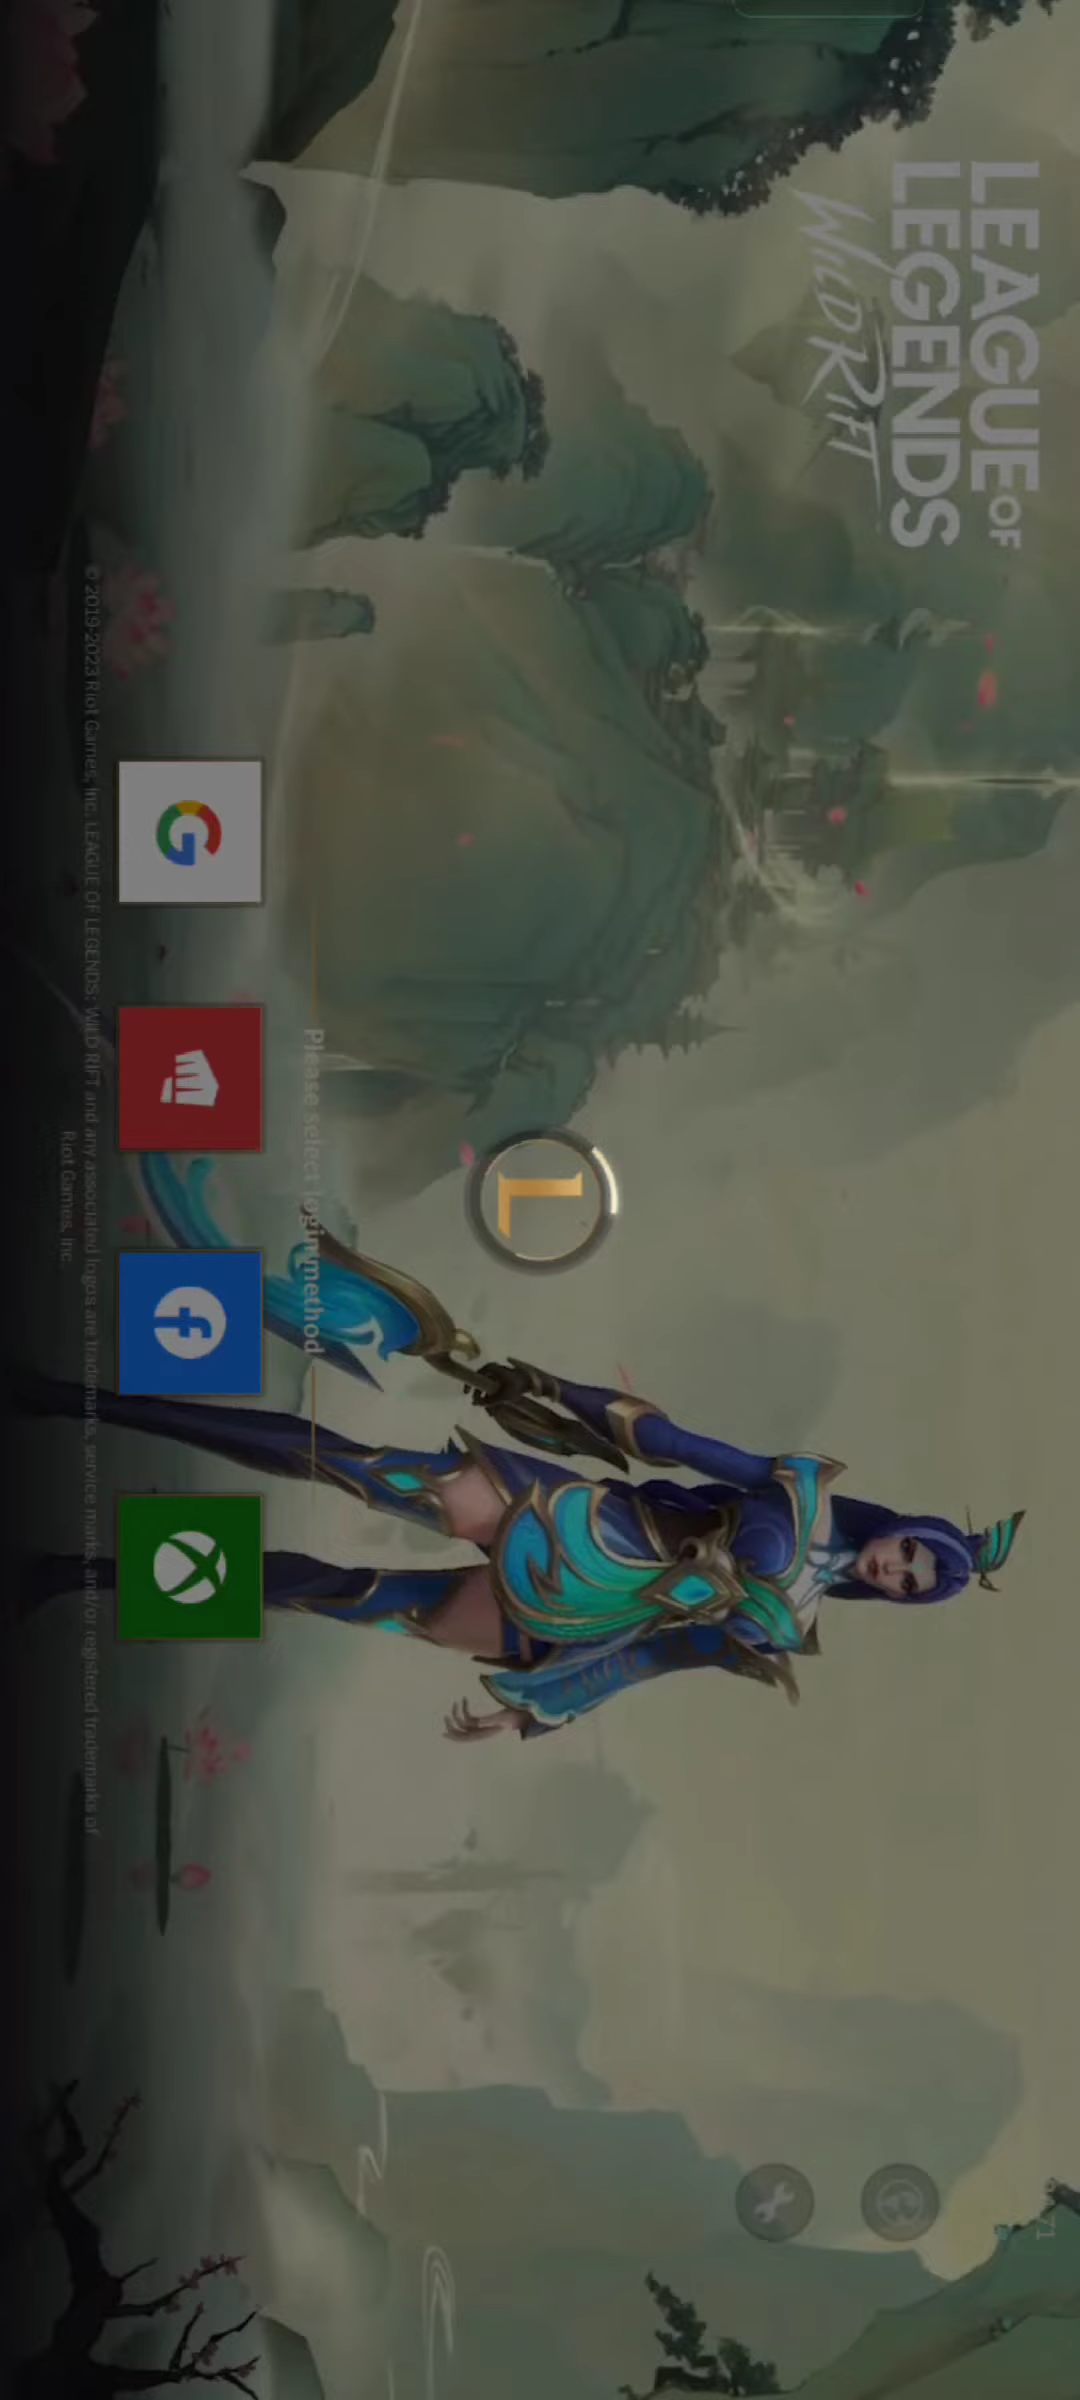 LEAGUE OF
LEGENDS
WILD RIFT
Please select login method
© 2019-2023 Riot Games, Inc. LEAGUE OF LEGENDS: WILD RIFT and any associated logos are trademarks, service marks, and/or registered trademarks of
Riot Games, Inc.